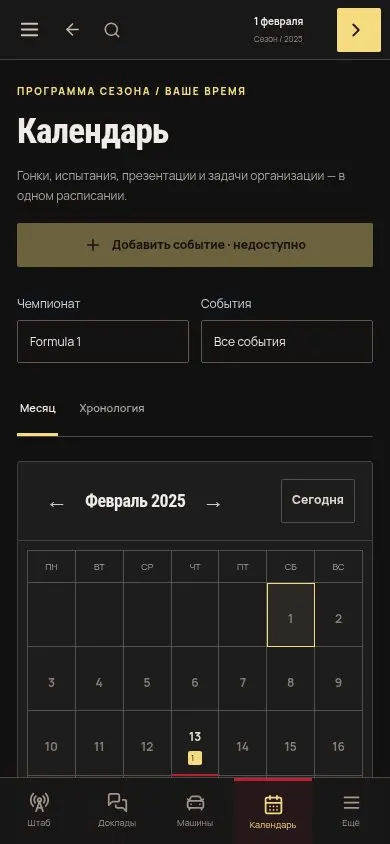 1 февраля
Сезон / 2025
ПРОГРАММА СЕЗОНА / ВАШЕ ВРЕМЯ
Календарь
Гонки, испытания, презентации и задачи организации — в
одном расписании.
+ Добавить событие · недоступно
Чемпионат События
Formula 1 Все события
Месяц Хронология
← Февраль 2025 → Сегодня
ПН ВТ СР ЧТ ПТ СБ ВС
1 2
3 4 5 6 7 8 9
10 11 12 13 14 15 16
1
Штаб Доклады Машины Календарь Ещё